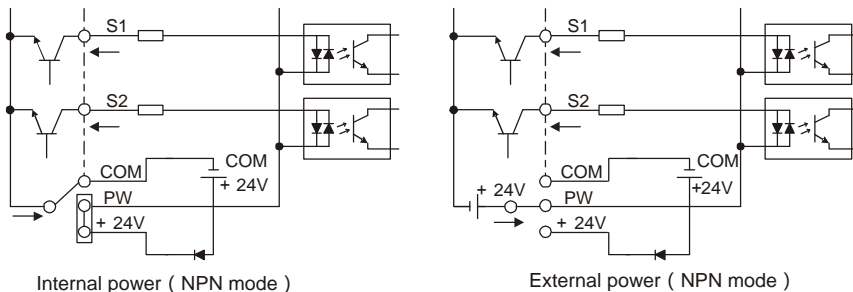 S1
S2
COM
COM
+ 24V
PW
+ 24V
Internal power ( NPN mode )
S1
S2
COM
COM
+24V
+ 24V
PW
+ 24V
External power ( NPN mode )